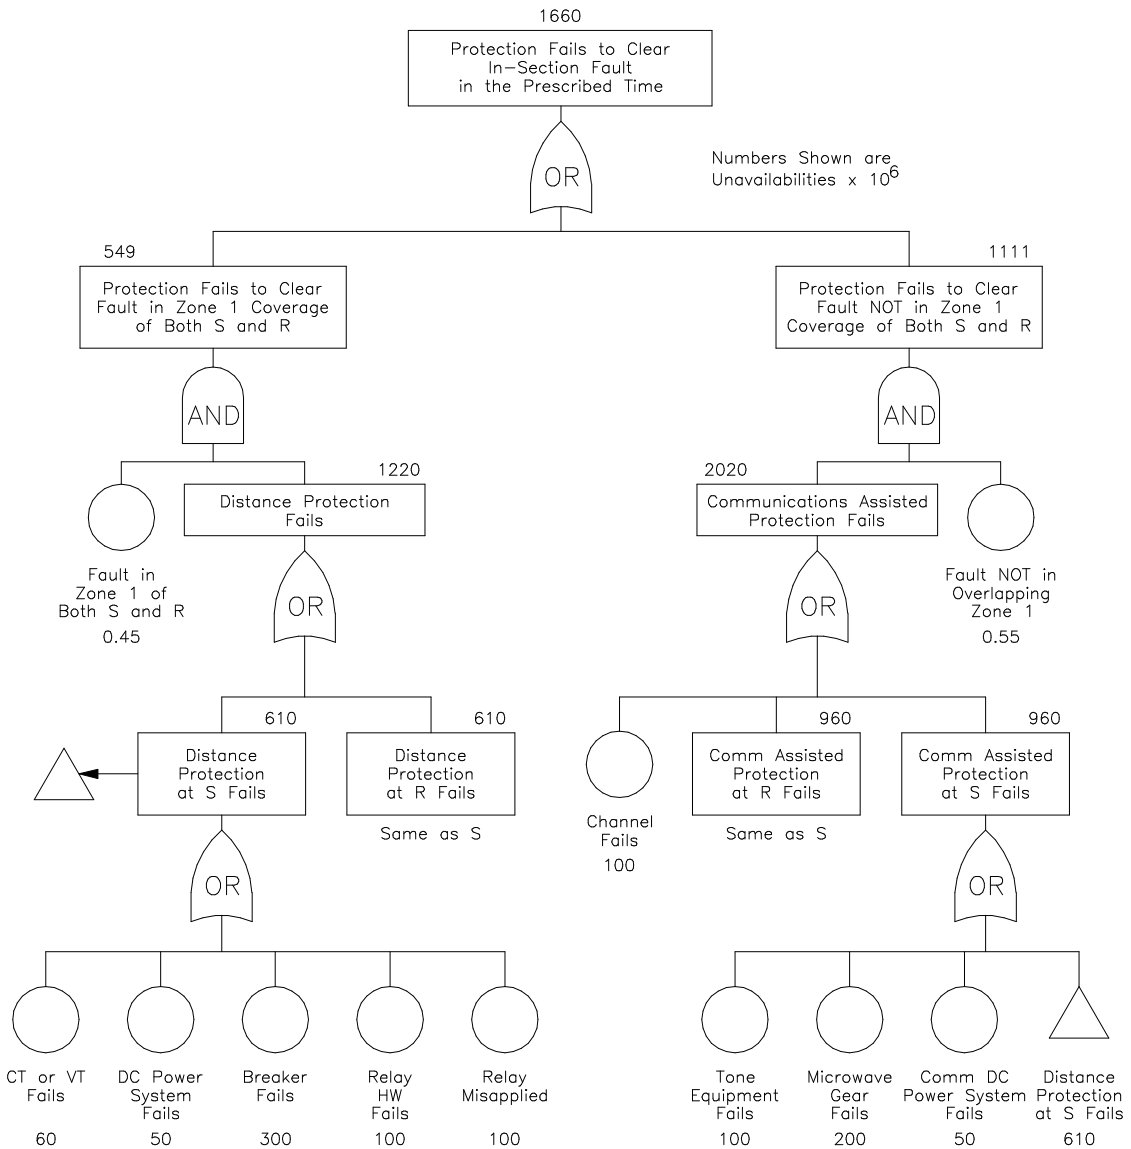 1660
Protection Fails to Clear
In-Section Fault
in the Prescribed Time
OR
Numbers Shown are
Unavailabilities x 10⁶
549
Protection Fails to Clear
Fault in Zone 1 Coverage
of Both S and R
1111
Protection Fails to Clear
Fault NOT in Zone 1
Coverage of Both S and R
AND
AND
Fault in
Zone 1 of
Both S and R
0.45
1220
Distance Protection
Fails
2020
Communications Assisted
Protection Fails
Fault NOT in
Overlapping
Zone 1
0.55
OR
OR
610
Distance
Protection
at S Fails
610
Distance
Protection
at R Fails
Same as S
Channel
Fails
100
960
Comm Assisted
Protection
at R Fails
Same as S
960
Comm Assisted
Protection
at S Fails
OR
OR
CT or VT
Fails
60
DC Power
System
Fails
50
Breaker
Fails
300
Relay
HW
Fails
100
Relay
Misapplied
100
Tone
Equipment
Fails
100
Microwave
Gear
Fails
200
Comm DC
Power System
Fails
50
Distance
Protection
at S Fails
610